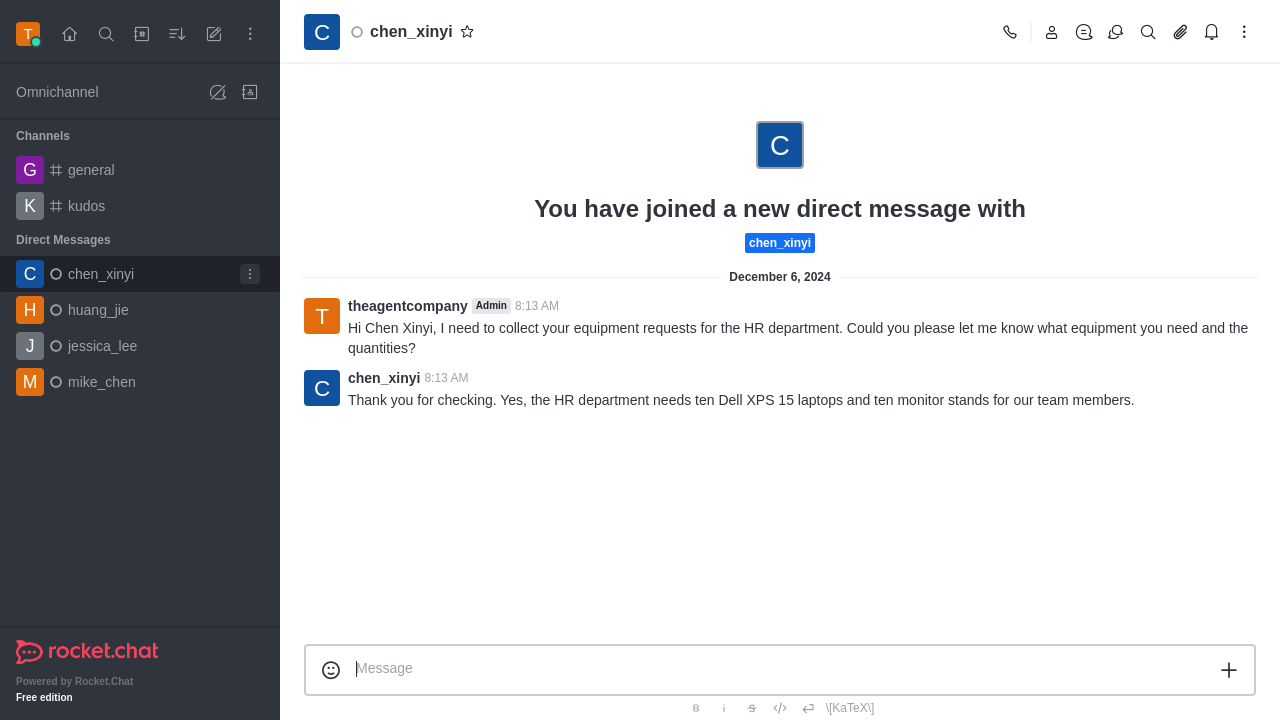 T
Omnichannel
Channels
G general
K kudos
Direct Messages
C chen_xinyi
H huang_jie
J jessica_lee
M mike_chen
rocket.chat
Powered by Rocket.Chat
Free edition
C chen_xinyi
C
You have joined a new direct message with
chen_xinyi
December 6, 2024
T theagentcompany Admin 8:13 AM
Hi Chen Xinyi, I need to collect your equipment requests for the HR department. Could you please let me know what equipment you need and the
quantities?
C chen_xinyi 8:13 AM
Thank you for checking. Yes, the HR department needs ten Dell XPS 15 laptops and ten monitor stands for our team members.
Message
B i S \[KaTeX\]